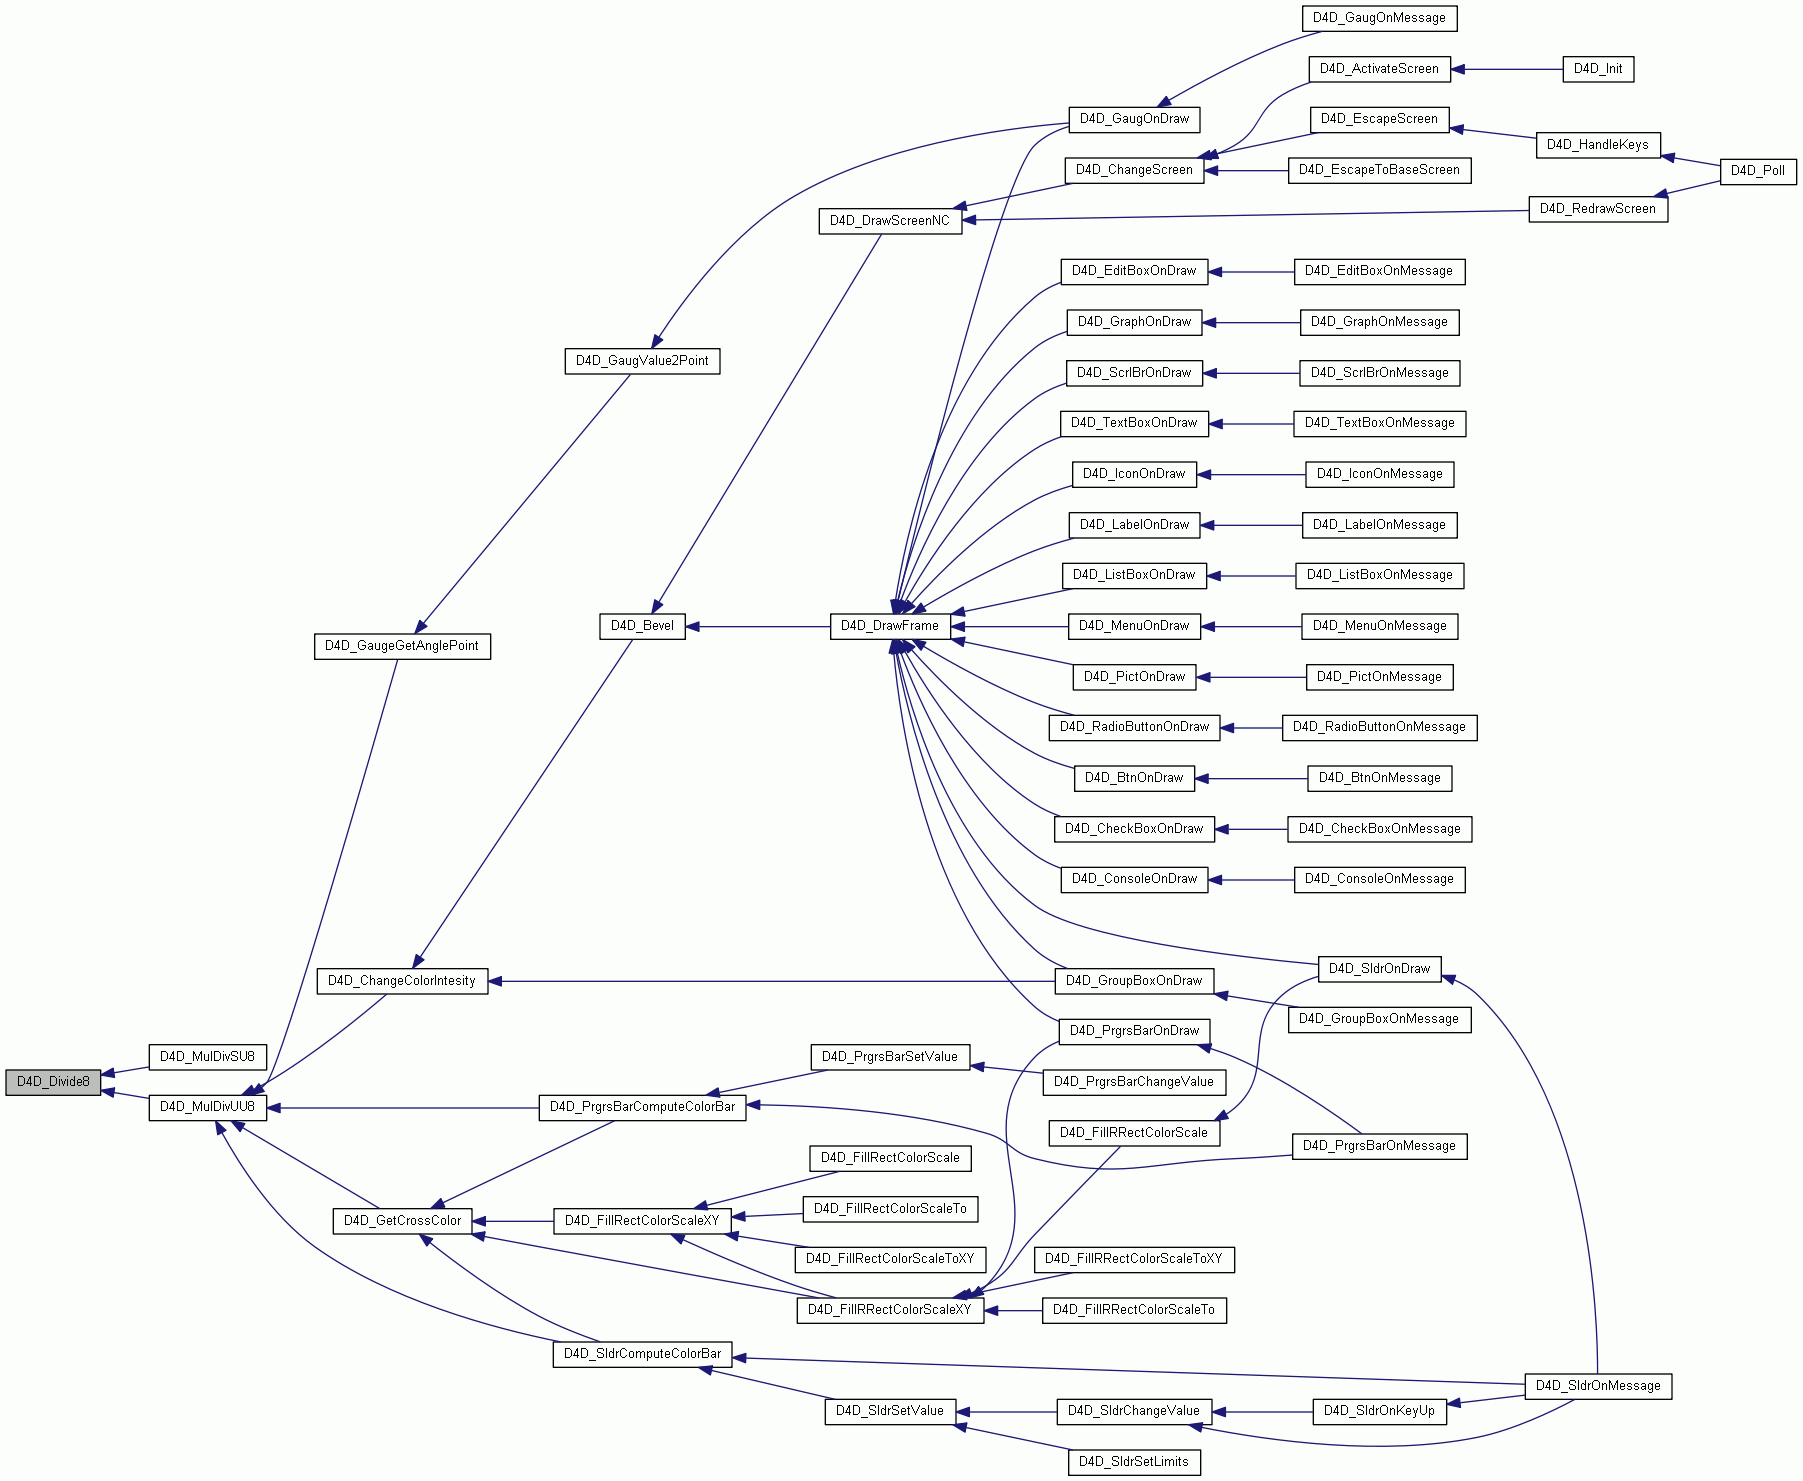 D4D_GaugOnMessage
D4D_ActivateScreen
D4D_Init
D4D_GaugOnDraw
D4D_EscapeScreen
D4D_HandleKeys
D4D_ChangeScreen
D4D_EscapeToBaseScreen
D4D_Poll
D4D_DrawScreenNC
D4D_RedrawScreen
D4D_EditBoxOnDraw
D4D_EditBoxOnMessage
D4D_GraphOnDraw
D4D_GraphOnMessage
D4D_GaugValue2Point
D4D_ScrlBrOnDraw
D4D_ScrlBrOnMessage
D4D_TextBoxOnDraw
D4D_TextBoxOnMessage
D4D_IconOnDraw
D4D_IconOnMessage
D4D_LabelOnDraw
D4D_LabelOnMessage
D4D_ListBoxOnDraw
D4D_ListBoxOnMessage
D4D_Bevel
D4D_DrawFrame
D4D_MenuOnDraw
D4D_MenuOnMessage
D4D_GaugeGetAnglePoint
D4D_PictOnDraw
D4D_PictOnMessage
D4D_RadioButtonOnDraw
D4D_RadioButtonOnMessage
D4D_BtnOnDraw
D4D_BtnOnMessage
D4D_CheckBoxOnDraw
D4D_CheckBoxOnMessage
D4D_ConsoleOnDraw
D4D_ConsoleOnMessage
D4D_SldrOnDraw
D4D_ChangeColorIntesity
D4D_GroupBoxOnDraw
D4D_GroupBoxOnMessage
D4D_PrgrsBarOnDraw
D4D_MulDivSU8
D4D_PrgrsBarSetValue
D4D_Divide8
D4D_PrgrsBarChangeValue
D4D_MulDivUU8
D4D_PrgrsBarComputeColorBar
D4D_FillRRectColorScale
D4D_PrgrsBarOnMessage
D4D_FillRectColorScale
D4D_FillRectColorScaleTo
D4D_GetCrossColor
D4D_FillRectColorScaleXY
D4D_FillRectColorScaleToXY
D4D_FillRRectColorScaleToXY
D4D_FillRRectColorScaleXY
D4D_FillRRectColorScaleTo
D4D_SldrComputeColorBar
D4D_SldrOnMessage
D4D_SldrSetValue
D4D_SldrChangeValue
D4D_SldrOnKeyUp
D4D_SldrSetLimits